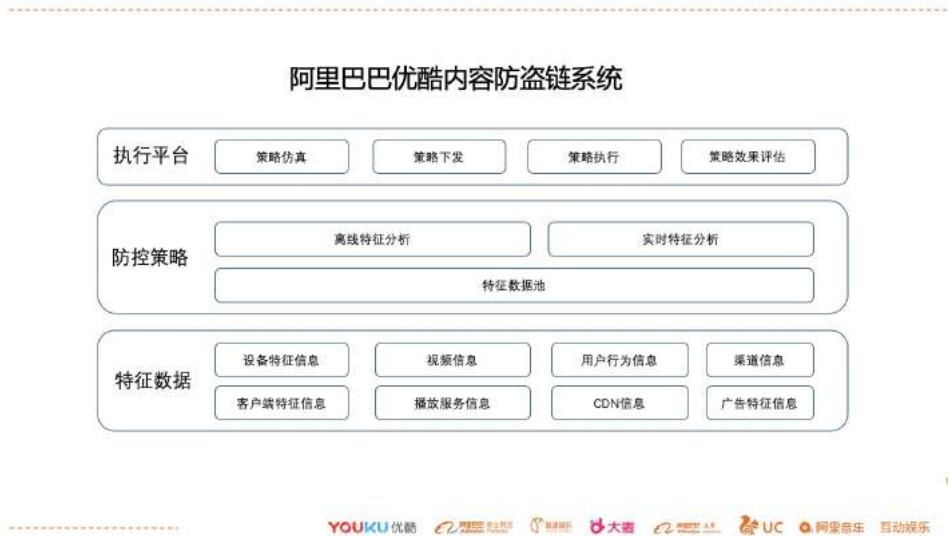 阿里巴巴优酷内容防盗链系统
执行平台
策略仿真 策略下发 策略执行 策略效果评估
防控策略
离线特征分析 实时特征分析
特征数据池
特征数据
设备特征信息 视频信息 用户行为信息 渠道信息
客户端特征信息 播放服务信息 CDN信息 广告特征信息
YOUKU 优酷 大麦 UC 阿里音乐 互动娱乐